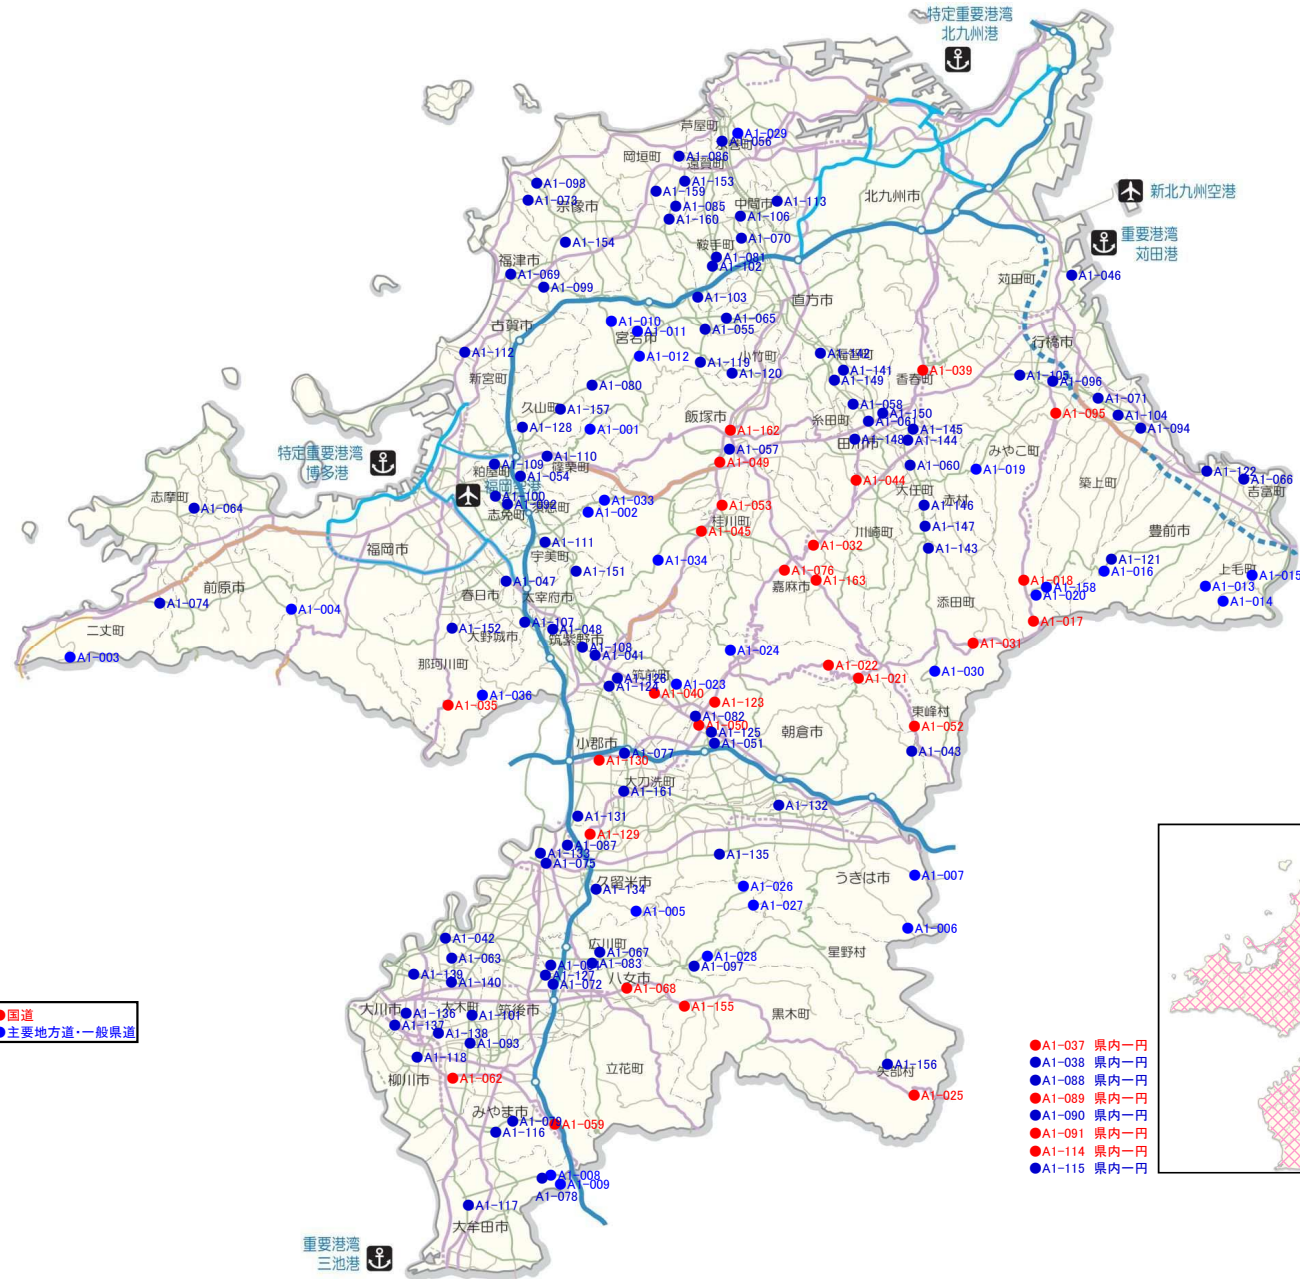 特定重要港湾
北九州港
芦屋町
A1-029
A1-056
岡垣町
A1-086
遠賀町
A1-153
A1-098
A1-159
A1-073
宗像市
A1-085
中間市
A1-113
北九州市
新北九州空港
A1-160
A1-106
A1-154
A1-070
鞍手町
重要港湾
苅田港
福津市
A1-081
A1-102
A1-069
A1-099
苅田町
A1-046
A1-103
直方市
古賀市
A1-010
A1-065
A1-011
A1-055
宮若市
行橋市
A1-112
A1-012
小竹町
A1-142
A1-119
A1-141
A1-039
新宮町
A1-120
A1-149
香春町
A1-105
A1-096
A1-080
A1-071
久山町
A1-157
A1-058
飯塚市
糸田町
A1-150
A1-061
A1-095
A1-104
A1-128
A1-001
A1-162
A1-145
A1-094
田川市
A1-148
A1-144
特定重要港湾
博多港
A1-110
A1-057
みやこ町
A1-109
粕屋町
篠栗町
A1-049
A1-060
A1-019
A1-122
A1-054
A1-044
築上町
A1-066
志摩町
大任町
吉富町
A1-100
A1-033
赤村
A1-064
A1-092
志免町
A1-002
A1-053
A1-146
桂川町
A1-147
豊前市
福岡市
A1-045
川崎町
A1-111
A1-032
A1-143
宇美町
A1-034
A1-121
A1-151
A1-076
A1-016
上毛町
A1-015
前原市
A1-047
嘉麻市
A1-163
A1-018
A1-158
A1-013
春日市
太宰府市
A1-020
A1-074
A1-004
添田町
A1-014
二丈町
A1-107
A1-017
A1-152
A1-048
大野城市
筑紫野市
A1-108
A1-031
A1-003
A1-041
A1-024
那珂川町
A1-022
A1-030
筑前町
A1-126
A1-021
A1-124
A1-023
A1-036
A1-040
A1-035
A1-123
東峰村
A1-082
A1-050
A1-052
A1-125
朝倉市
小郡市
A1-051
A1-043
A1-077
A1-130
大刀洗町
A1-161
A1-132
A1-131
A1-129
A1-087
A1-133
A1-135
A1-075
うきは市
A1-007
久留米市
A1-134
A1-026
A1-027
A1-005
A1-006
A1-042
広川町
A1-067
星野村
A1-063
A1-083
A1-028
A1-097
A1-139
A1-127
八女市
A1-140
A1-072
A1-068
大川市
A1-136
大木町
A1-101
筑後市
A1-155
国道
黒木町
A1-137
主要地方道・一般県道
A1-138
A1-093
A1-118
立花町
A1-156
矢部村
柳川市
A1-062
A1-025
みやま市
A1-079
A1-059
A1-116
A1-008
A1-009
A1-078
A1-117
大牟田市
重要港湾
三池港
A1-037 県内一円
A1-038 県内一円
A1-088 県内一円
A1-089 県内一円
A1-090 県内一円
A1-091 県内一円
A1-114 県内一円
A1-115 県内一円